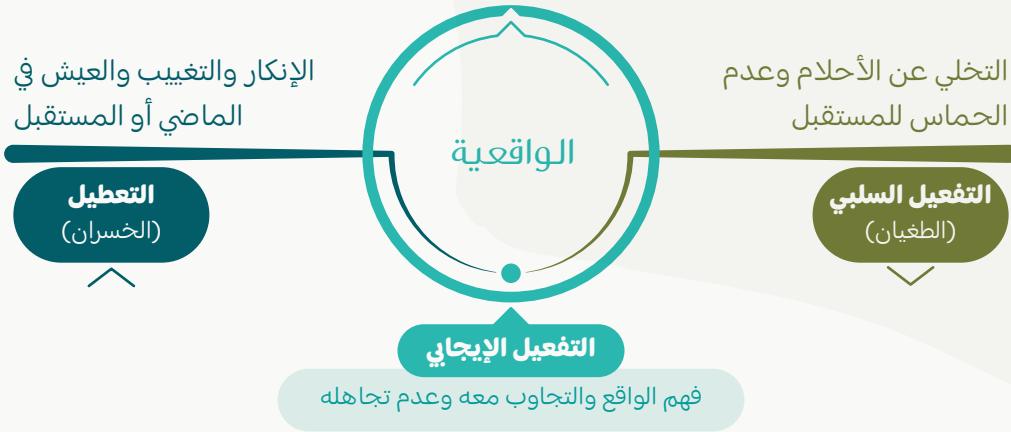 التخلي عن الأحلام وعدم
الحماس للمستقبل
التفعيل السلبي
(الطغيان)
الواقعية
الإنكار والتغييب والعيش في
الماضي أو المستقبل
التعطيل
(الخسران)
التفعيل الإيجابي
فهم الواقع والتجاوب معه وعدم تجاهله